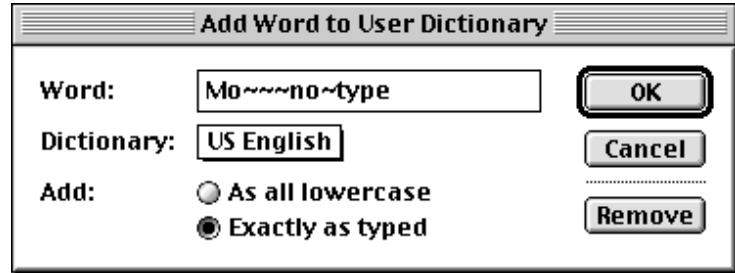 Add Word to User Dictionary
Word: Mo~~~no~type OK
Dictionary: US English Cancel
Add: As all lowercase
Exactly as typed Remove